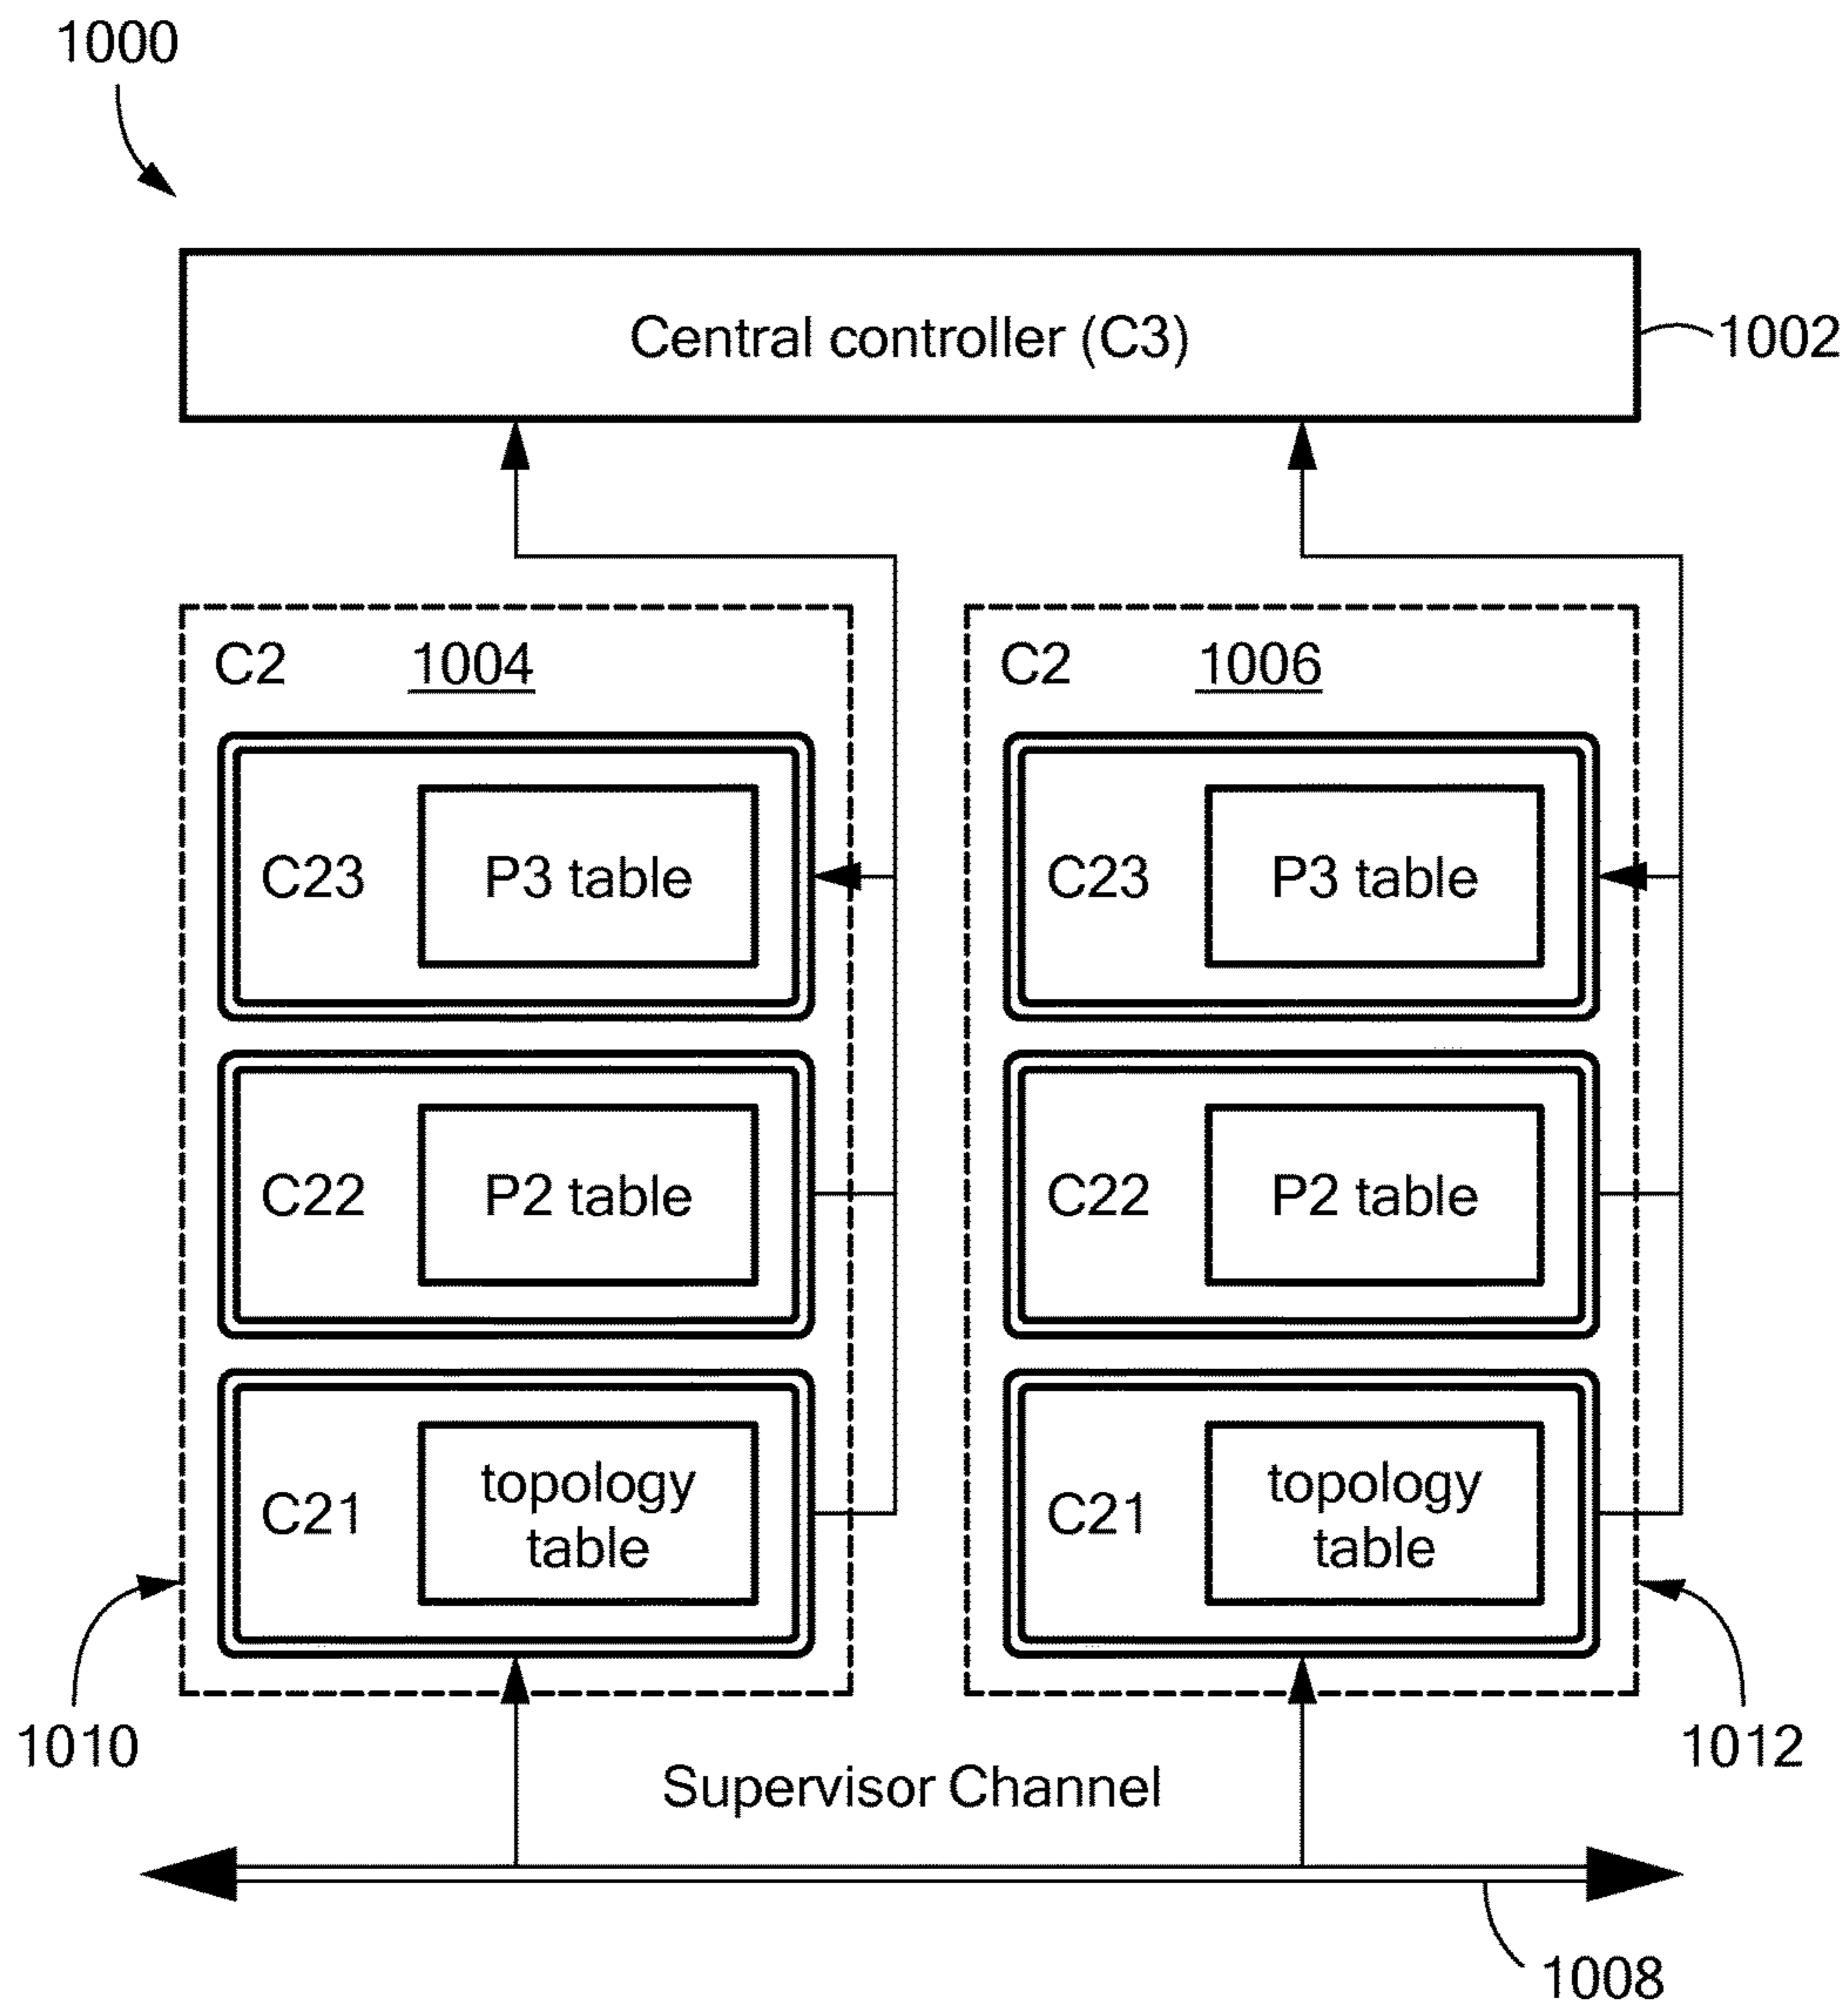 1000
Central controller (C3)
1002
C2 1004
C23 P3 table
C22 P2 table
C21 topology
table
C2 1006
C23 P3 table
C22 P2 table
C21 topology
table
1010
1012
Supervisor Channel
1008